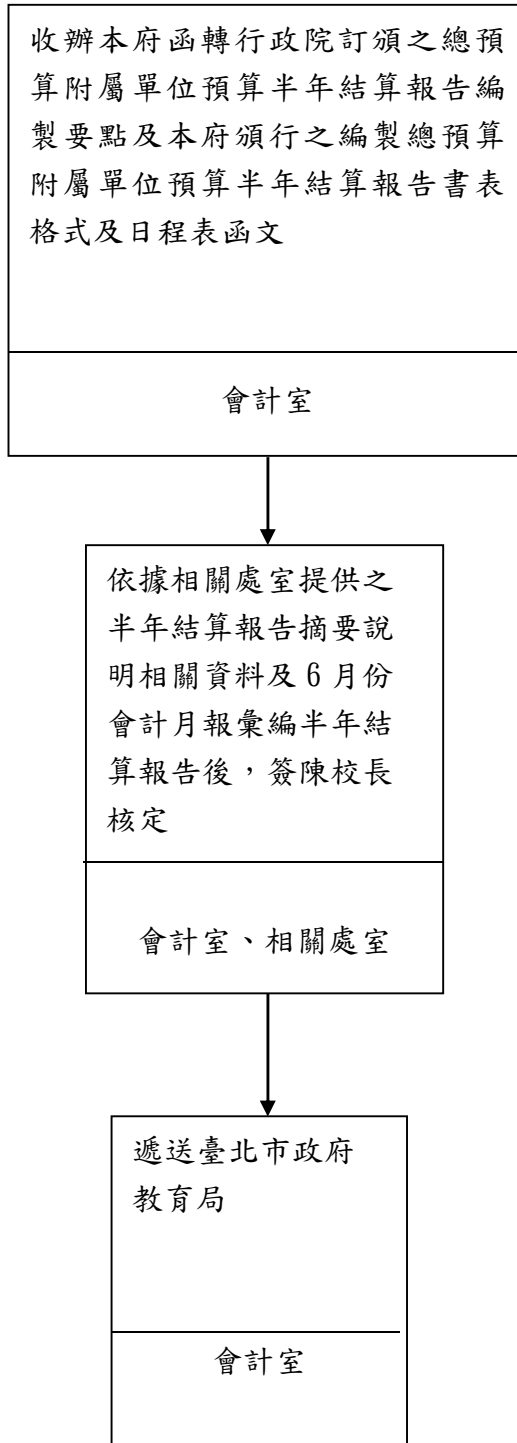 收辦本府函轉行政院訂頒之總預
算附屬單位預算半年結算報告編
製要點及本府頒行之編製總預算
附屬單位預算半年結算報告書表
格式及日程表函文
會計室
依據相關處室提供之
半年結算報告摘要說
明相關資料及6月份
會計月報彙編半年結
算報告後，簽陳校長
核定
會計室、相關處室
遞送臺北市政府
教育局
會計室